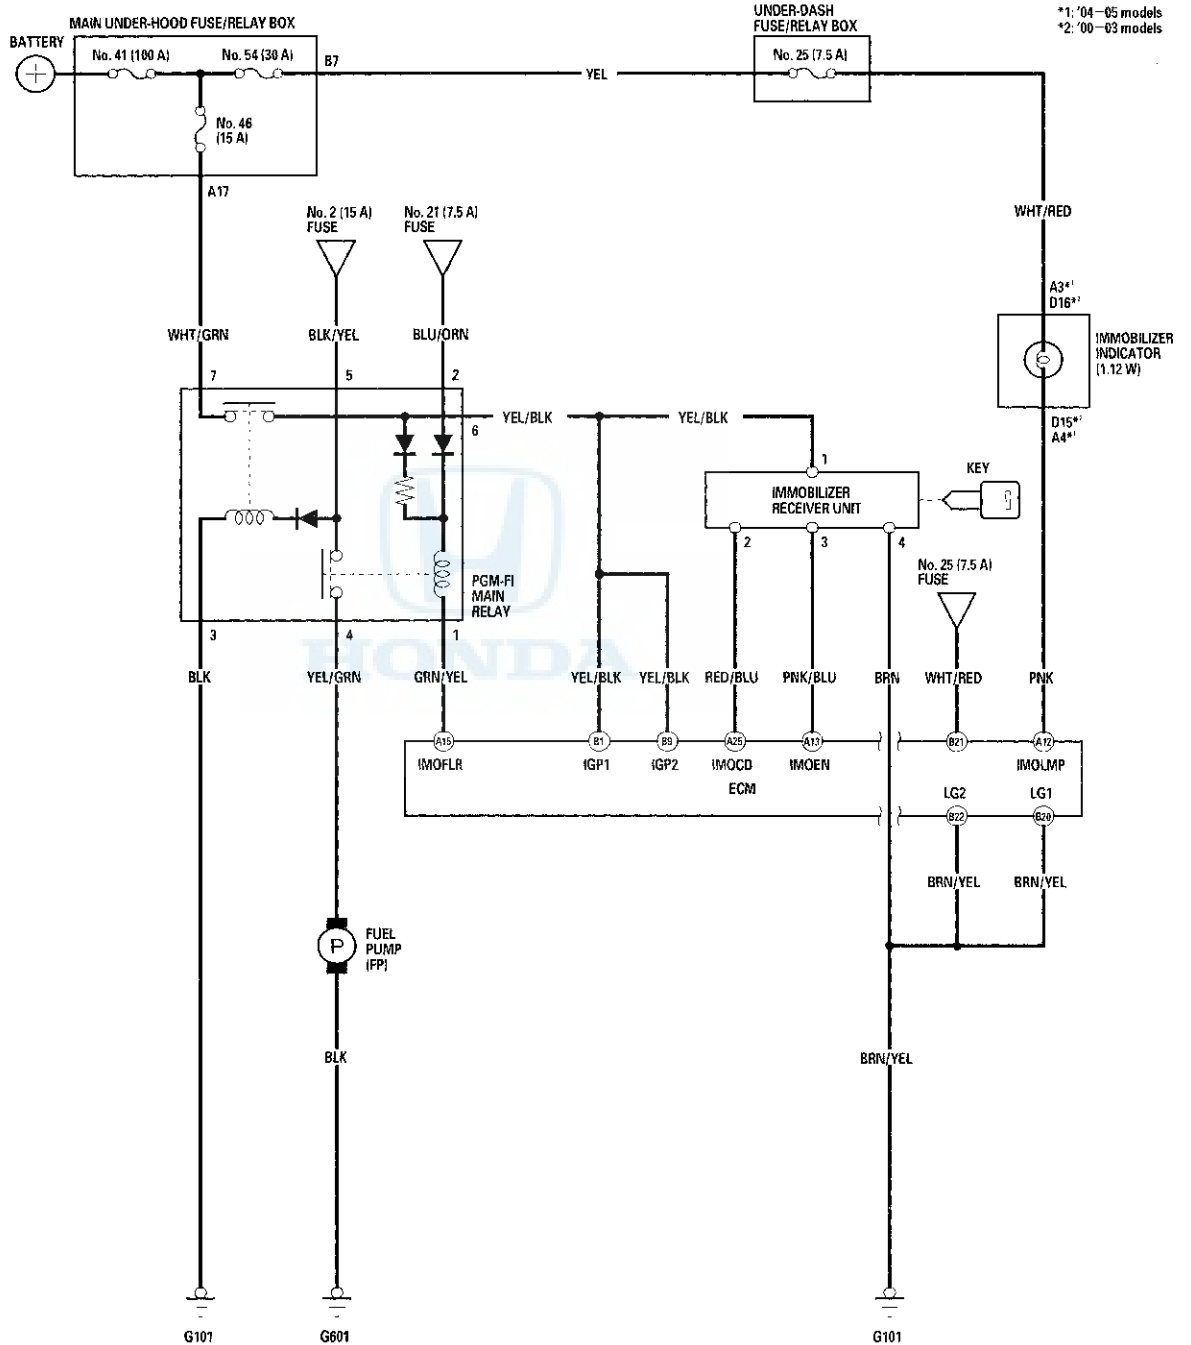 MAIN UNDER-HOOD FUSE/RELAY BOX
UNDER-DASH
FUSE/RELAY BOX
*1: '04—05 models
*2: '00—03 models
BATTERY
No. 41 (100 A)
No. 54 (30 A)
B7
YEL
No. 25 (7.5 A)
No. 46
(15 A)
A17
No. 2 (15 A)
FUSE
No. 21 (7.5 A)
FUSE
WHT/RED
A3*1
D16*2
WHT/GRN
BLK/YEL
BLU/ORN
IMMOBILIZER
INDICATOR
(1.12 W)
7
5
2
6
YEL/BLK
YEL/BLK
D15*2
A4*1
1
KEY
IMMOBILIZER
RECEIVER UNIT
2
3
4
No. 25 (7.5 A)
FUSE
PGM-FI
MAIN
RELAY
3
4
1
HONDA
BLK
YEL/GRN
GRN/YEL
YEL/BLK
YEL/BLK
RED/BLU
PNK/BLU
BRN
WHT/RED
PNK
A15
B1
B9
A25
A13
B21
A12
IMOFLR
IGP1
IGP2
IMOCD
IMOEN
IMOLMP
ECM
LG2
LG1
B22
B20
BRN/YEL
BRN/YEL
P
FUEL
PUMP
(FP)
BLK
BRN/YEL
G101
G601
G101